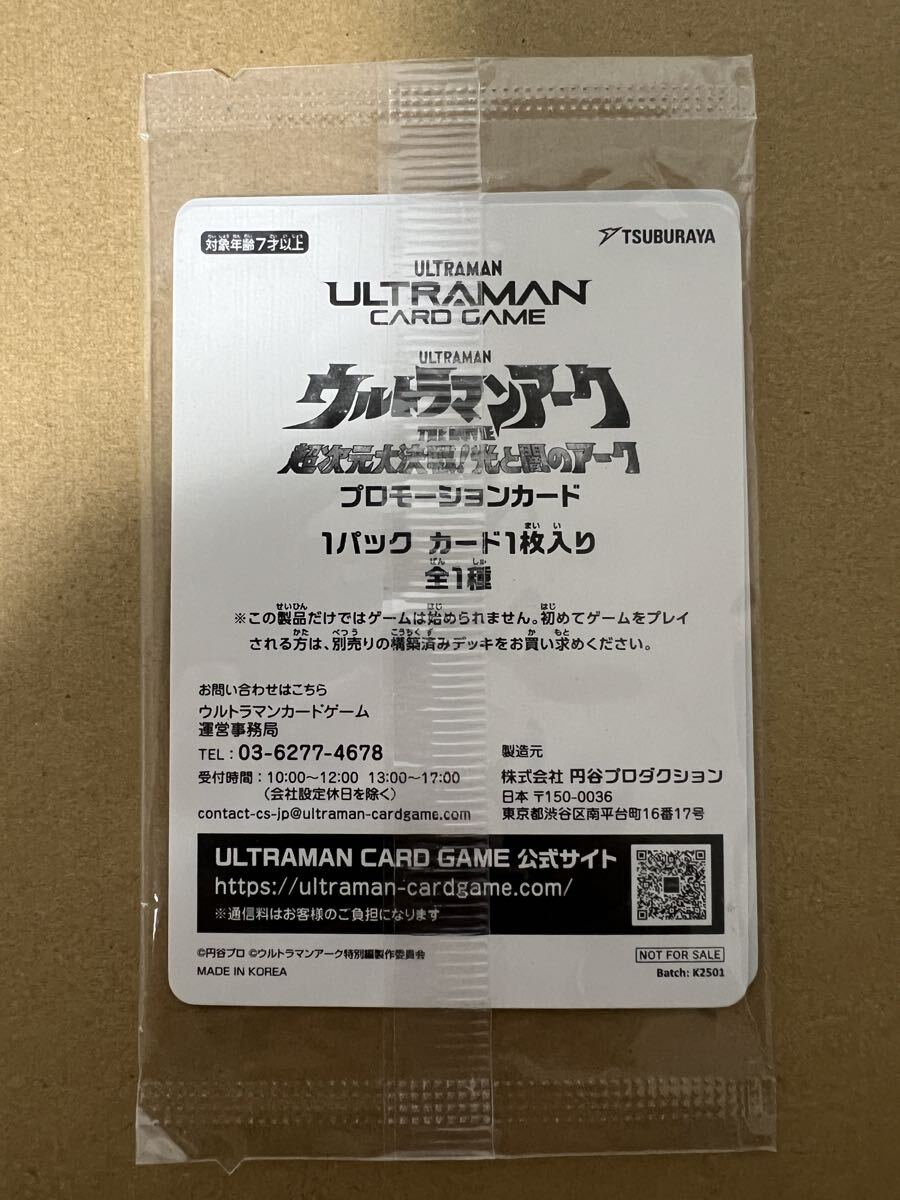 対象年齢7才以上
TSUBURAYA
ULTRAMAN
ULTRAMAN
CARD GAME
ULTRAMAN
ウルトラマンアーク
THE MOVIE
超次元大決戦!光と闇のアーク
プロモーションカード
1パック カード1枚入り
全1種
※この製品だけではゲームは始められません。初めてゲームをプレイ
される方は、別売りの構築済みデッキをお買い求めください。
お問い合わせはこちら
ウルトラマンカードゲーム
運営事務局
TEL:03-6277-4678
受付時間:10:00~12:00 13:00~17:00
(会社設定休日を除く)
contact-cs-jp@ultraman-cardgame.com
製造元
株式会社 円谷プロダクション
日本 〒150-0036
東京都渋谷区南平台町16番17号
ULTRAMAN CARD GAME 公式サイト
https://ultraman-cardgame.com/
※通信料はお客様のご負担になります
©円谷プロ ©ウルトラマンアーク特別編製作委員会
MADE IN KOREA
NOT FOR SALE
Batch: K2501